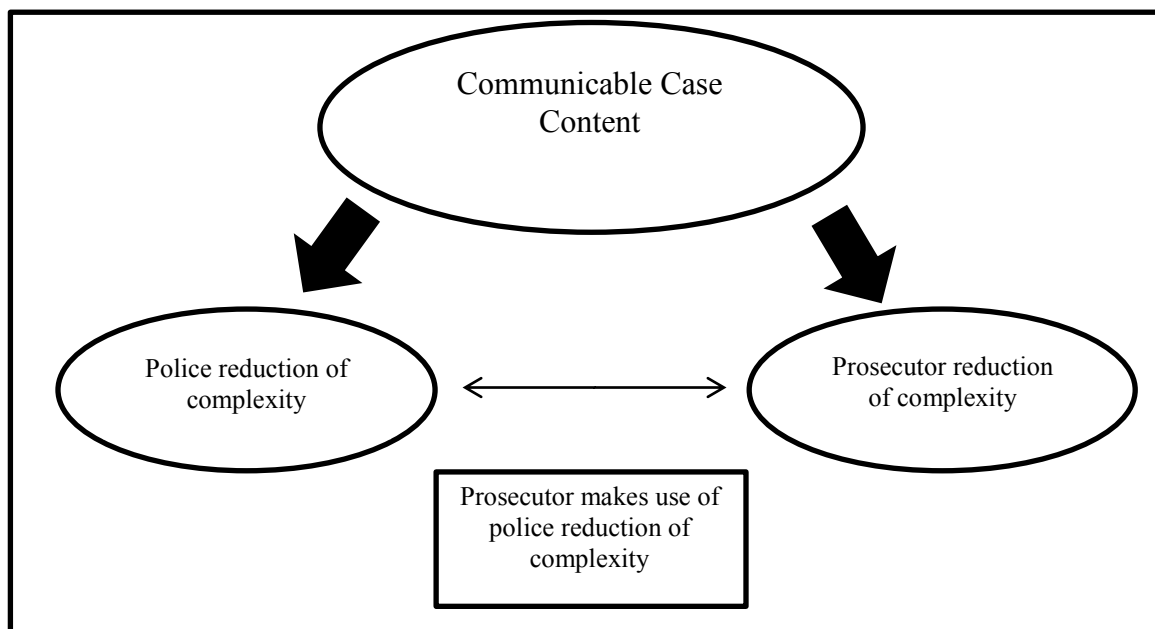 Communicable Case
Content
Police reduction of
complexity
Prosecutor reduction
of complexity
Prosecutor makes use of
police reduction of
complexity